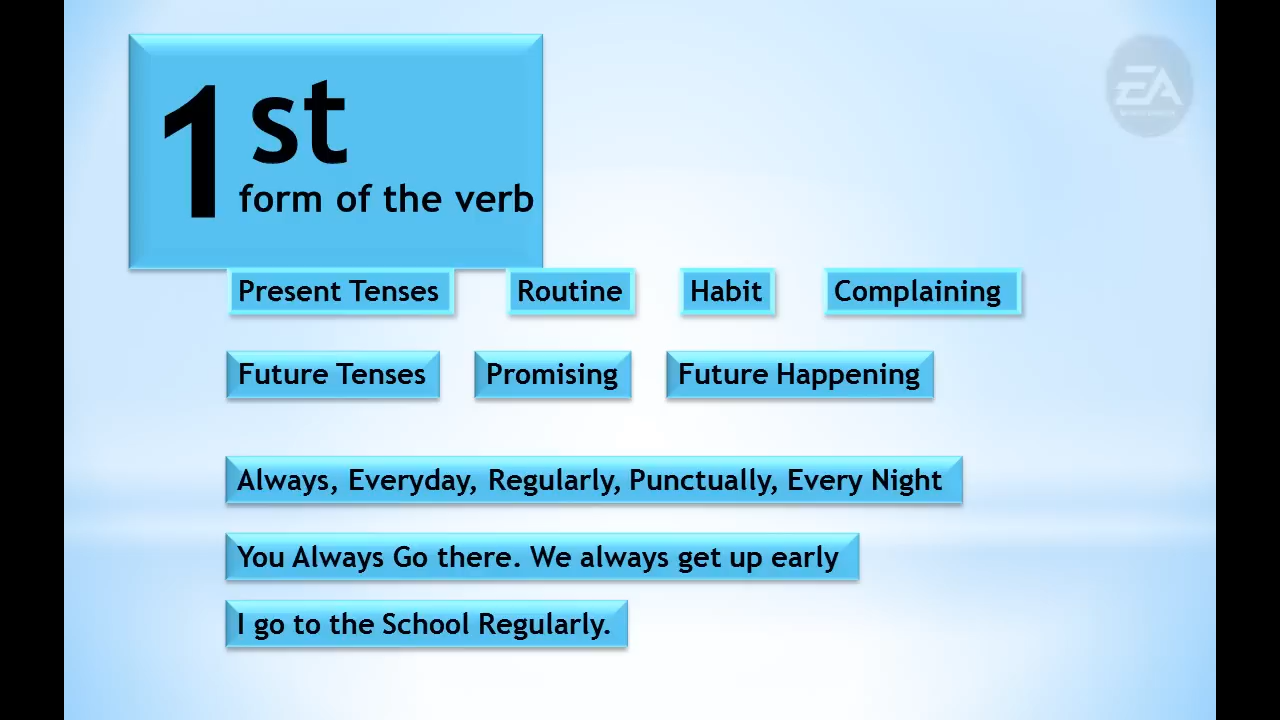 1st
form of the verb
Present Tenses Routine Habit Complaining
Future Tenses Promising Future Happening
Always, Everyday, Regularly, Punctually, Every Night
You Always Go there. We always get up early
I go to the School Regularly.
EA